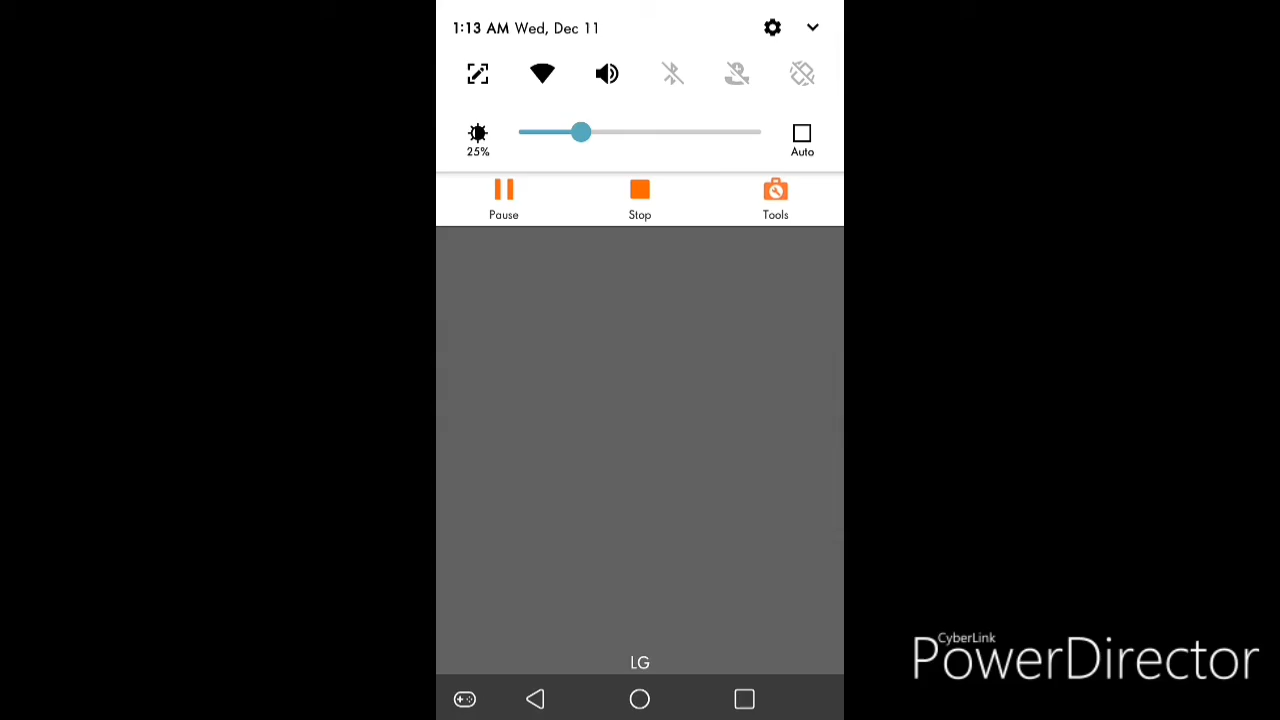 1:13 AM Wed, Dec 11
25%
Auto
Pause
Stop
Tools
LG
CyberLink
PowerDirector